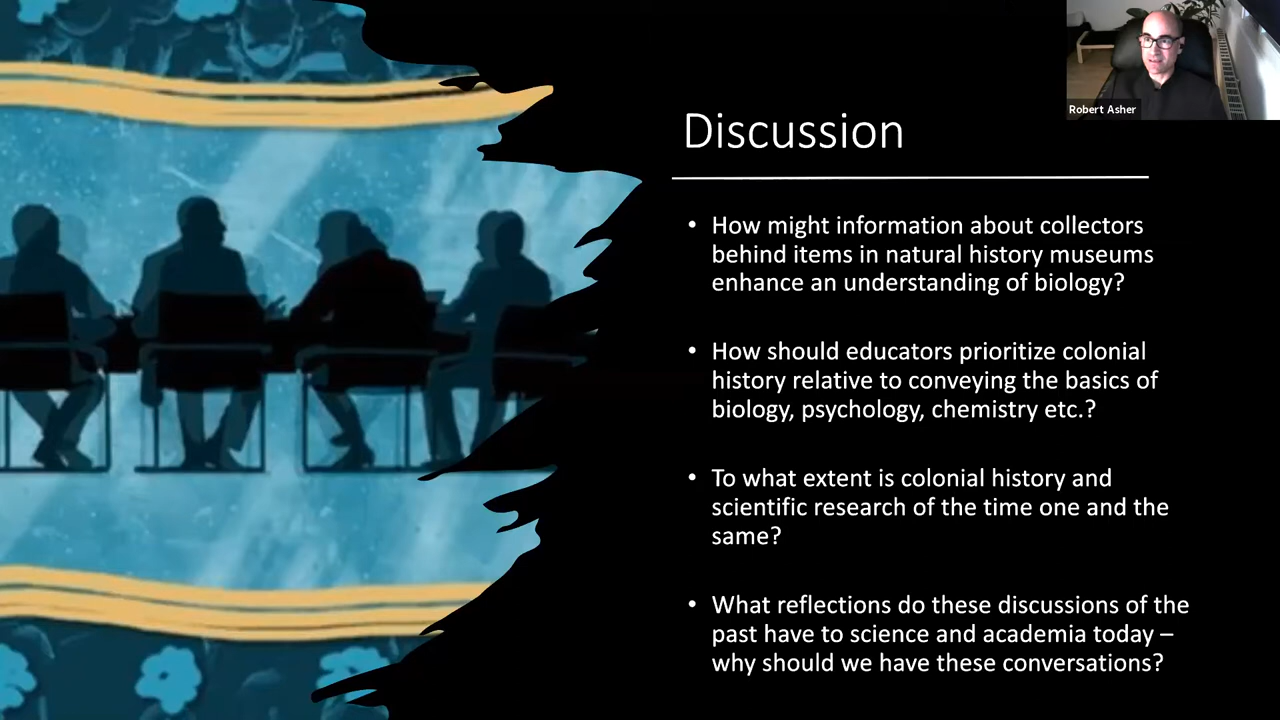 Robert Asher
Discussion
• How might information about collectors
behind items in natural history museums
enhance an understanding of biology?
• How should educators prioritize colonial
history relative to conveying the basics of
biology, psychology, chemistry etc.?
• To what extent is colonial history and
scientific research of the time one and the
same?
• What reflections do these discussions of the
past have to science and academia today –
why should we have these conversations?